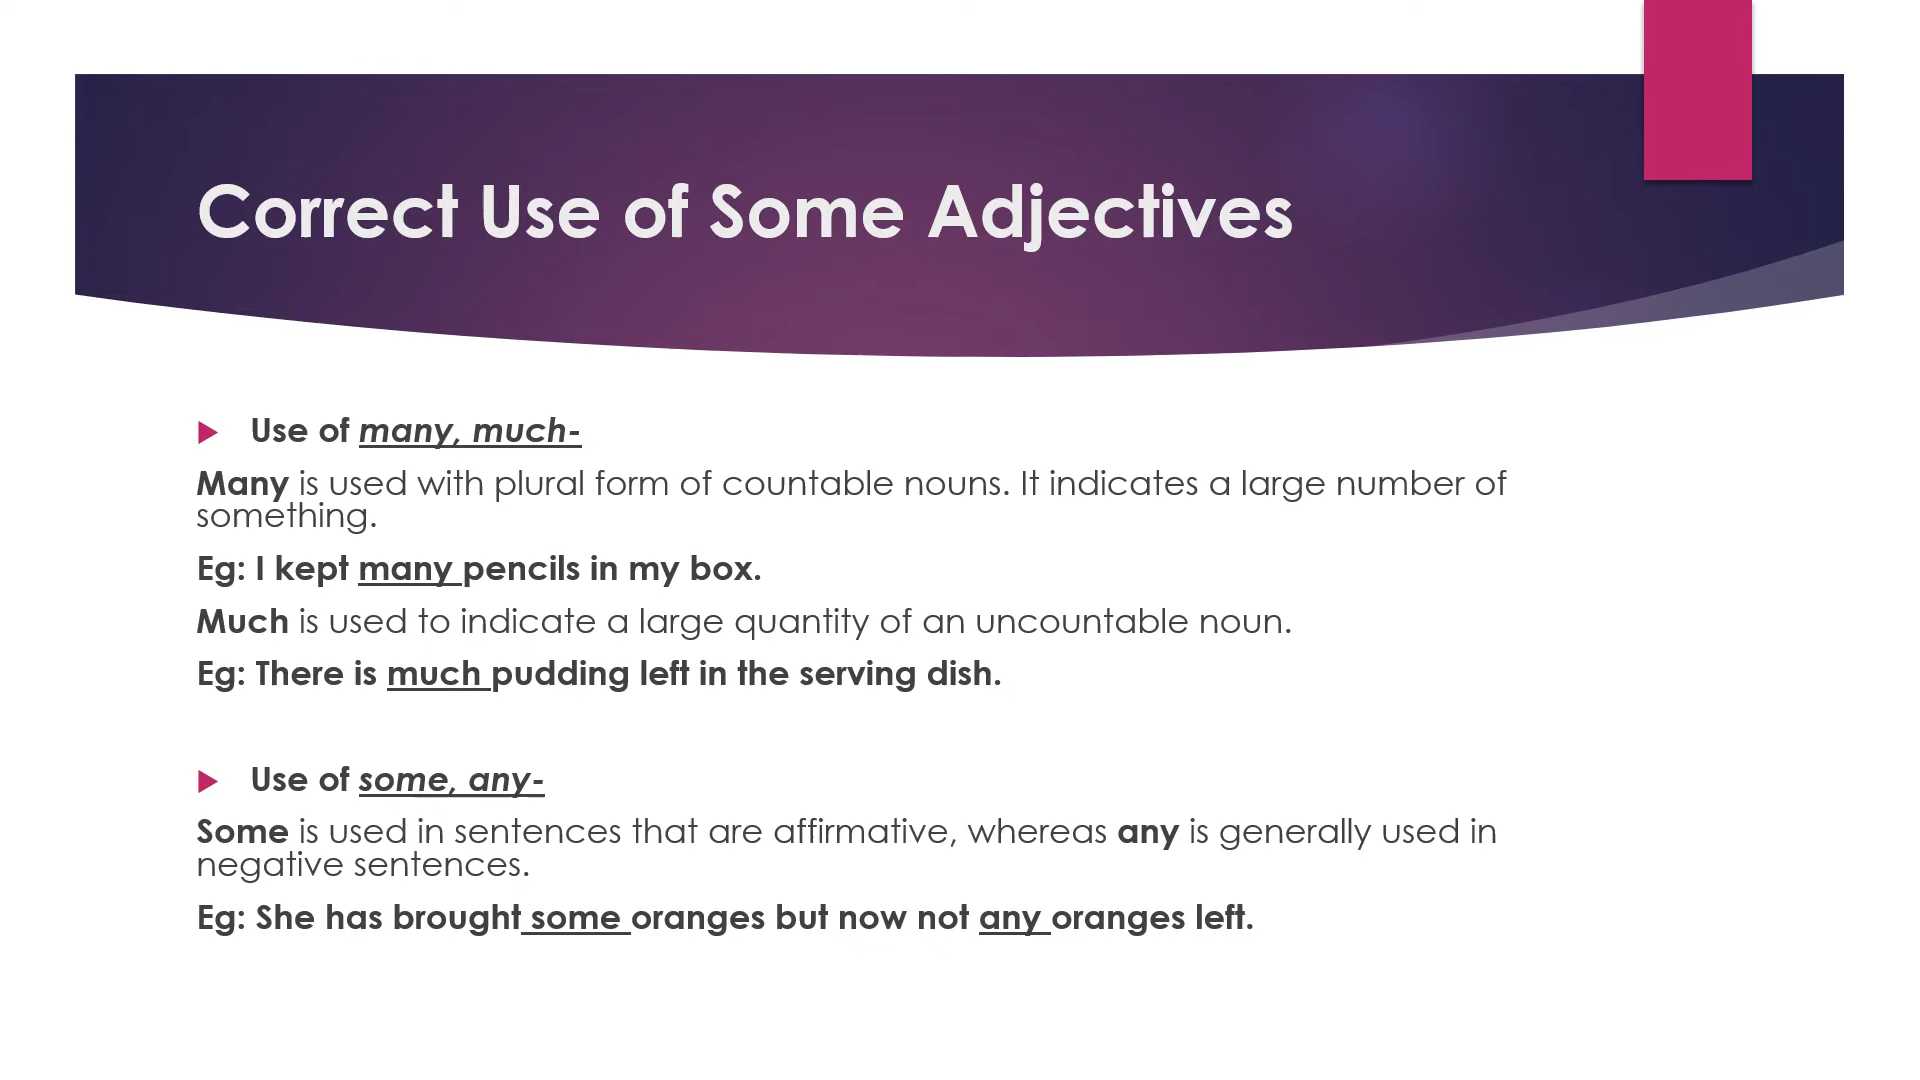 Correct Use of Some Adjectives
Use of many, much-
Many is used with plural form of countable nouns. It indicates a large number of
something.
Eg: I kept many pencils in my box.
Much is used to indicate a large quantity of an uncountable noun.
Eg: There is much pudding left in the serving dish.
Use of some, any-
Some is used in sentences that are affirmative, whereas any is generally used in
negative sentences.
Eg: She has brought some oranges but now not any oranges left.